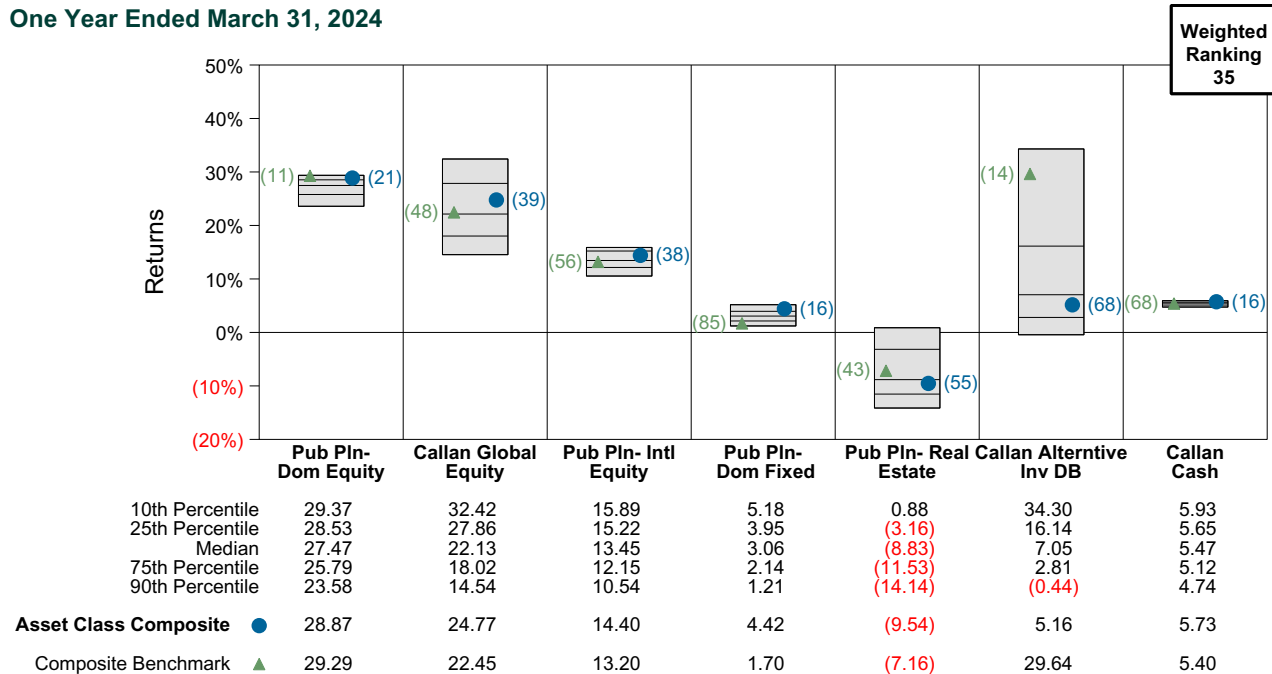 One Year Ended March 31, 2024
Weighted
Ranking
35
50%
40%
30%
20%
10%
0%
(10%)
(20%)
Returns
(11)
(21)
(48)
(39)
(56)
(38)
(85)
(16)
(43)
(55)
(14)
(68)
(68)
(16)
Pub Pln- Callan Global Pub Pln- Intl Pub Pln- Pub Pln- Real Callan Alterntive Callan
Dom Equity Equity Equity Dom Fixed Estate Inv DB Cash
10th Percentile 29.37 32.42 15.89 5.18 0.88 34.30 5.93
25th Percentile 28.53 27.86 15.22 3.95 (3.16) 16.14 5.65
Median 27.47 22.13 13.45 3.06 (8.83) 7.05 5.47
75th Percentile 25.79 18.02 12.15 2.14 (11.53) 2.81 5.12
90th Percentile 23.58 14.54 10.54 1.21 (14.14) (0.44) 4.74
Asset Class Composite 28.87 24.77 14.40 4.42 (9.54) 5.16 5.73
Composite Benchmark 29.29 22.45 13.20 1.70 (7.16) 29.64 5.40